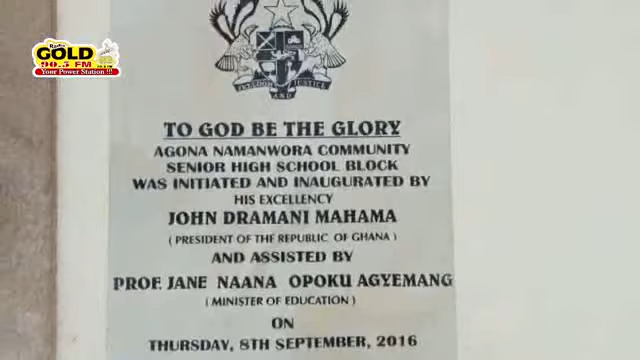 Radio
GOLD
90.5 FM
Your Power Station !!!
FREEDOM AND JUSTICE
TO GOD BE THE GLORY
AGONA NAMANWORA COMMUNITY
SENIOR HIGH SCHOOL BLOCK
WAS INITIATED AND INAUGURATED BY
HIS EXCELLENCY
JOHN DRAMANI MAHAMA
( PRESIDENT OF THE REPUBLIC OF GHANA )
AND ASSISTED BY
PROF. JANE NAANA OPOKU AGYEMANG
( MINISTER OF EDUCATION )
ON
THURSDAY, 8TH SEPTEMBER, 2016